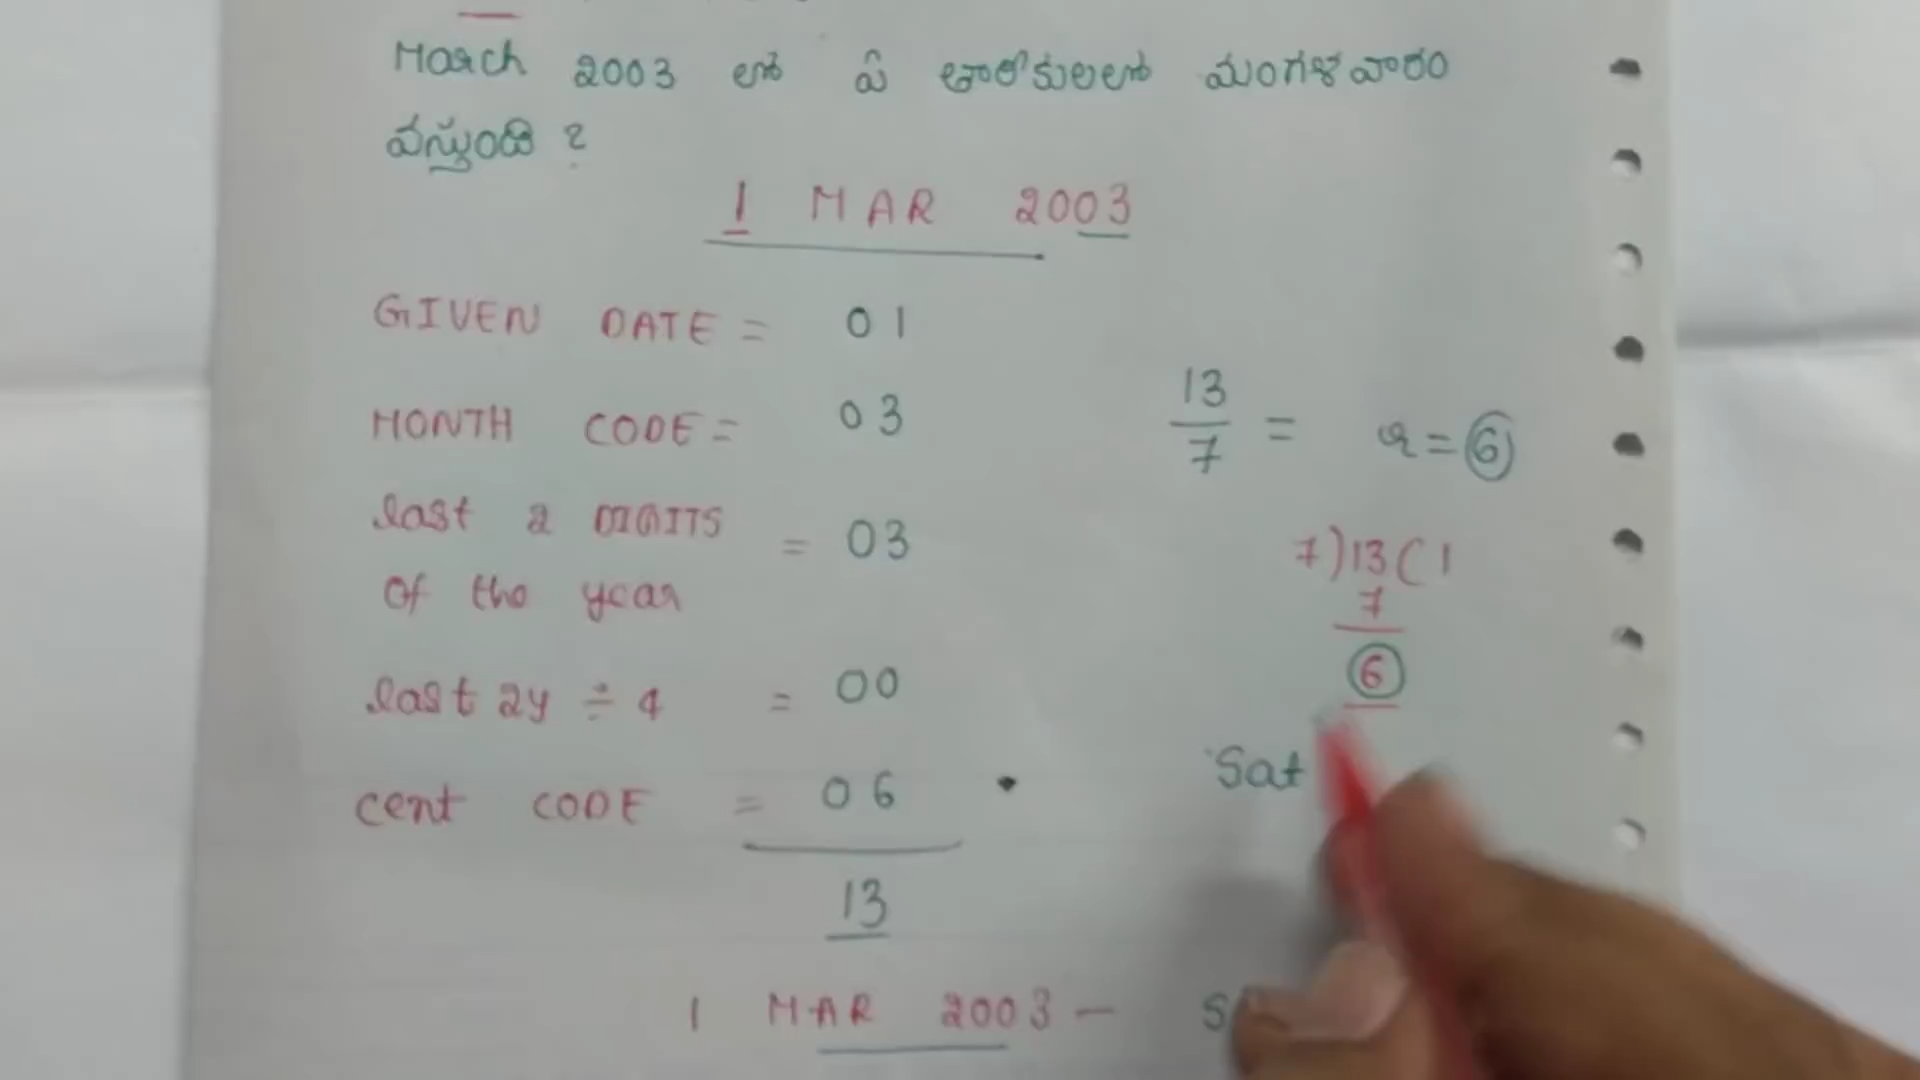 March 2003 లో ఏ తారీకులలో మంగళవారం
వస్తుంది ?
1 MAR 2003
GIVEN DATE = 01
MONTH CODE = 03
last 2 DIGITS
of the year = 03
last 2y ÷ 4 = 00
cent CODE = 06
13
13
7 = r = 6
7)13(1
7
6
Sat
1 MAR 2003 –